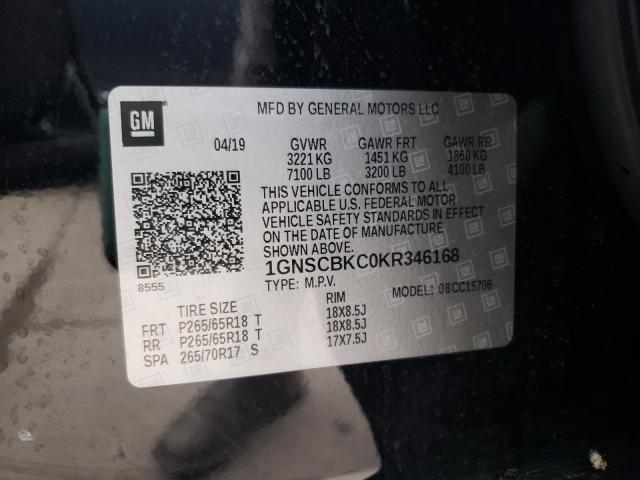 GM
MFD BY GENERAL MOTORS LLC
04/19 GVWR GAWR FRT GAWR RR
3221 KG 1451 KG 1860 KG
7100 LB 3200 LB 4100 LB
THIS VEHICLE CONFORMS TO ALL
APPLICABLE U.S. FEDERAL MOTOR
VEHICLE SAFETY STANDARDS IN EFFECT
ON THE DATE OF MANUFACTURE
SHOWN ABOVE.
8555
1GNSCBKC0KR346168
TYPE: M.P.V. MODEL: 08CC15706
TIRE SIZE RIM
FRT P265/65R18 T 18X8.5J
RR P265/65R18 T 18X8.5J
SPA 265/70R17 S 17X7.5J